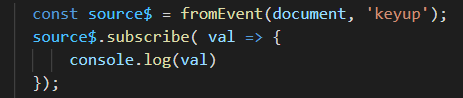 const source$ = fromEvent(document, 'keyup');
source$.subscribe( val => {
console.log(val)
});